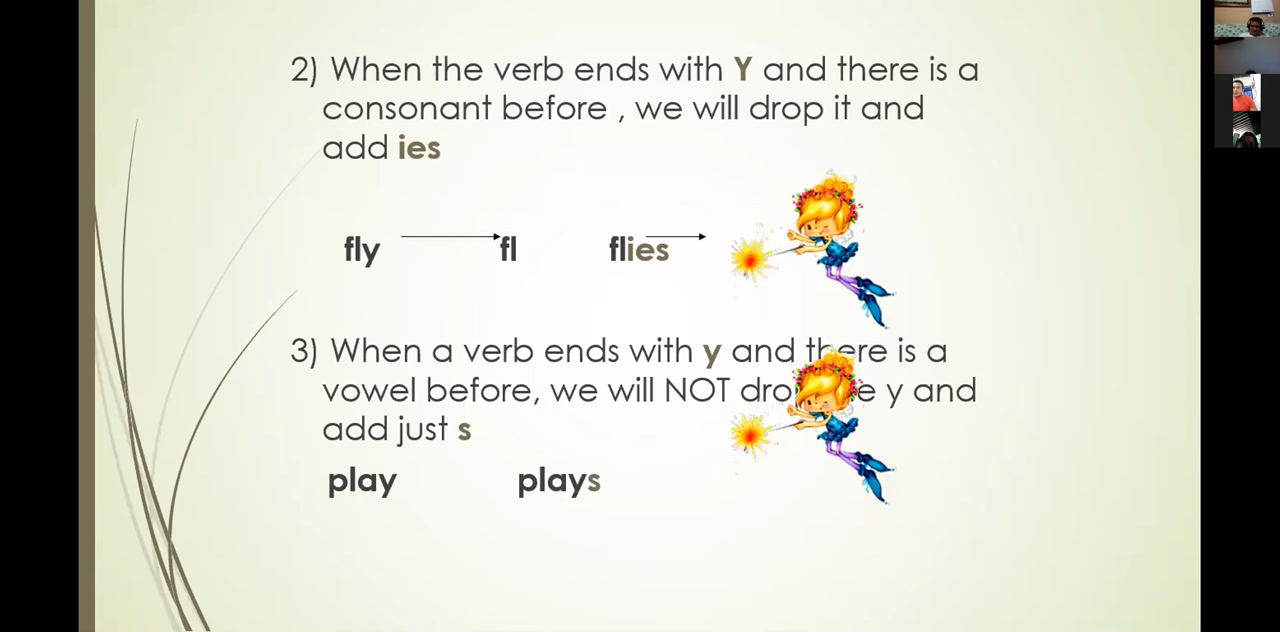 2) When the verb ends with Y and there is a
consonant before , we will drop it and
add ies
fly fl flies
3) When a verb ends with y and there is a
vowel before, we will NOT y and
add just s
play plays